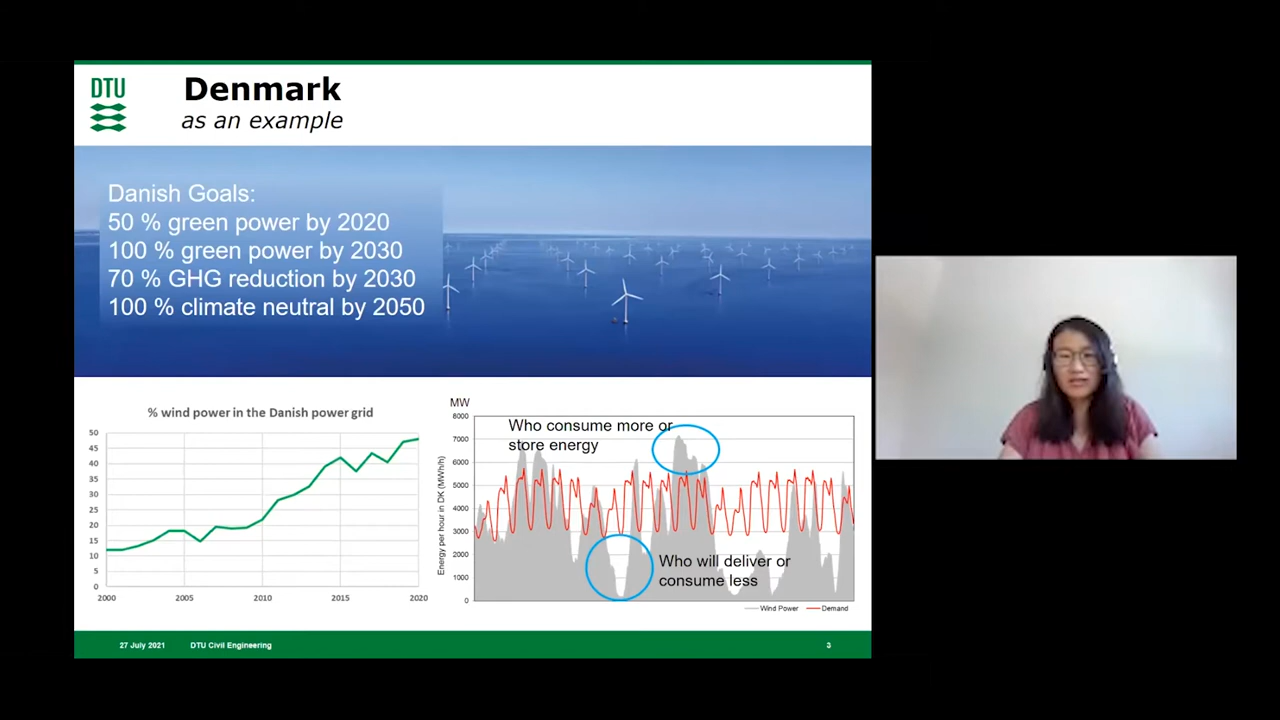 DTU
Denmark
as an example
Danish Goals:
50 % green power by 2020
100 % green power by 2030
70 % GHG reduction by 2030
100 % climate neutral by 2050
% wind power in the Danish power grid
50
45
40
35
30
25
20
15
10
5
0
2000
2005
2010
2015
2020
MW
Energy per hour in DK (MWh/h)
8000
7000
6000
5000
4000
3000
2000
1000
0
Who consume more or
store energy
Who will deliver or
consume less
Wind Power
Demand
27 July 2021
DTU Civil Engineering
3